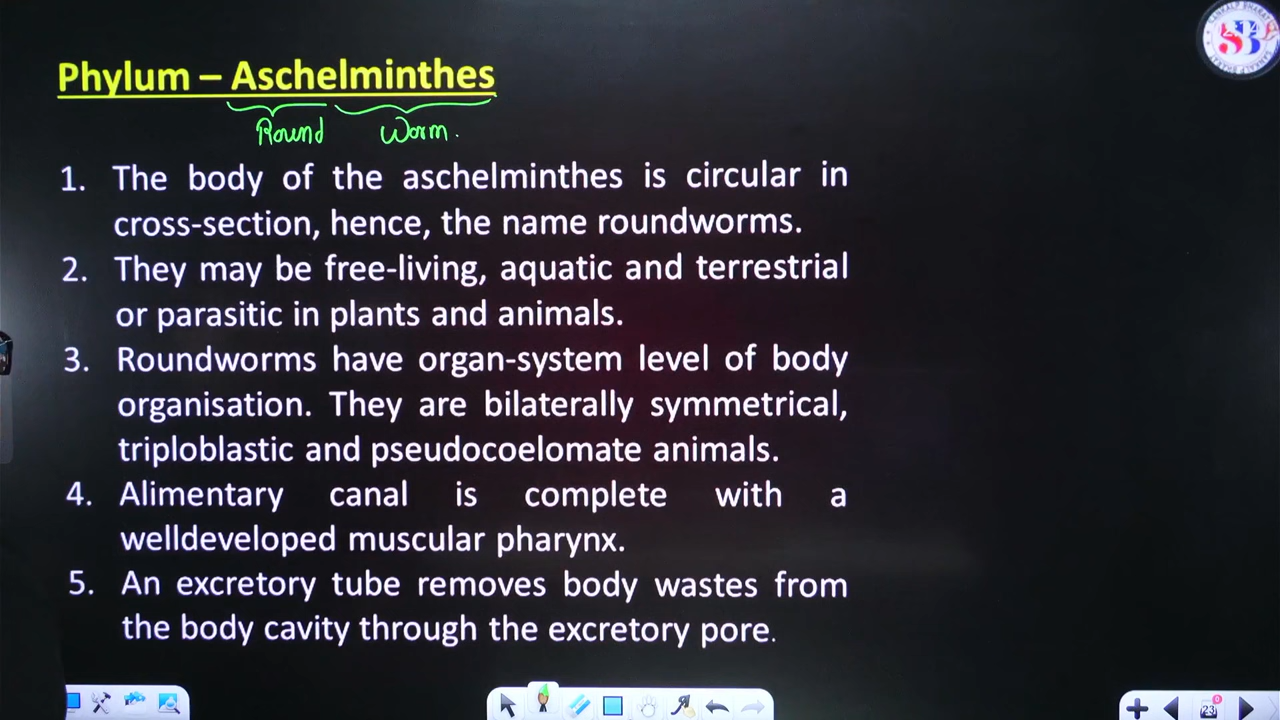 Phylum – Aschelminthes
Round Worm.
1. The body of the aschelminthes is circular in
cross-section, hence, the name roundworms.
2. They may be free-living, aquatic and terrestrial
or parasitic in plants and animals.
3. Roundworms have organ-system level of body
organisation. They are bilaterally symmetrical,
triploblastic and pseudocoelomate animals.
4. Alimentary canal is complete with a
welldeveloped muscular pharynx.
5. An excretory tube removes body wastes from
the body cavity through the excretory pore.
23